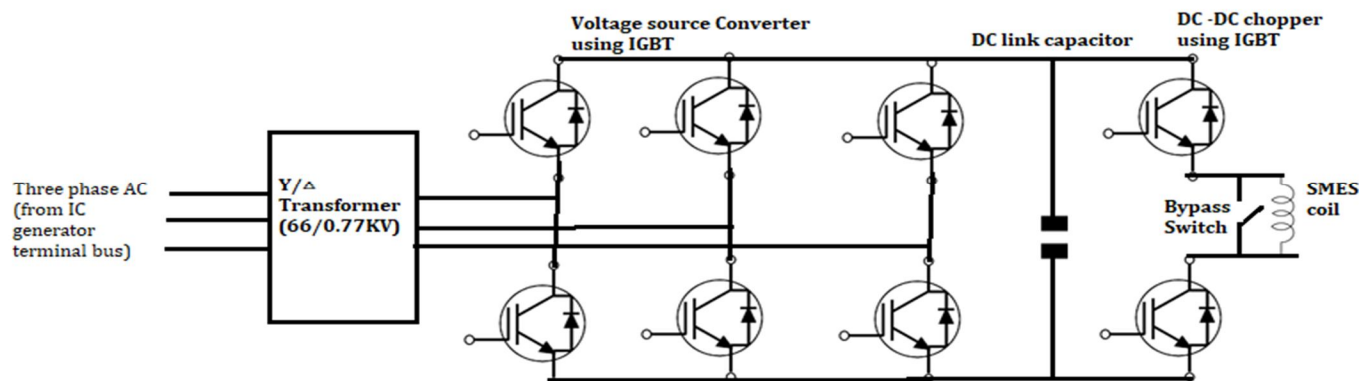 Voltage source Converter
using IGBT
DC link capacitor
DC -DC chopper
using IGBT
Three phase AC
(from IC
generator
terminal bus)
Y/△
Transformer
(66/0.77KV)
Bypass
Switch
SMES
coil